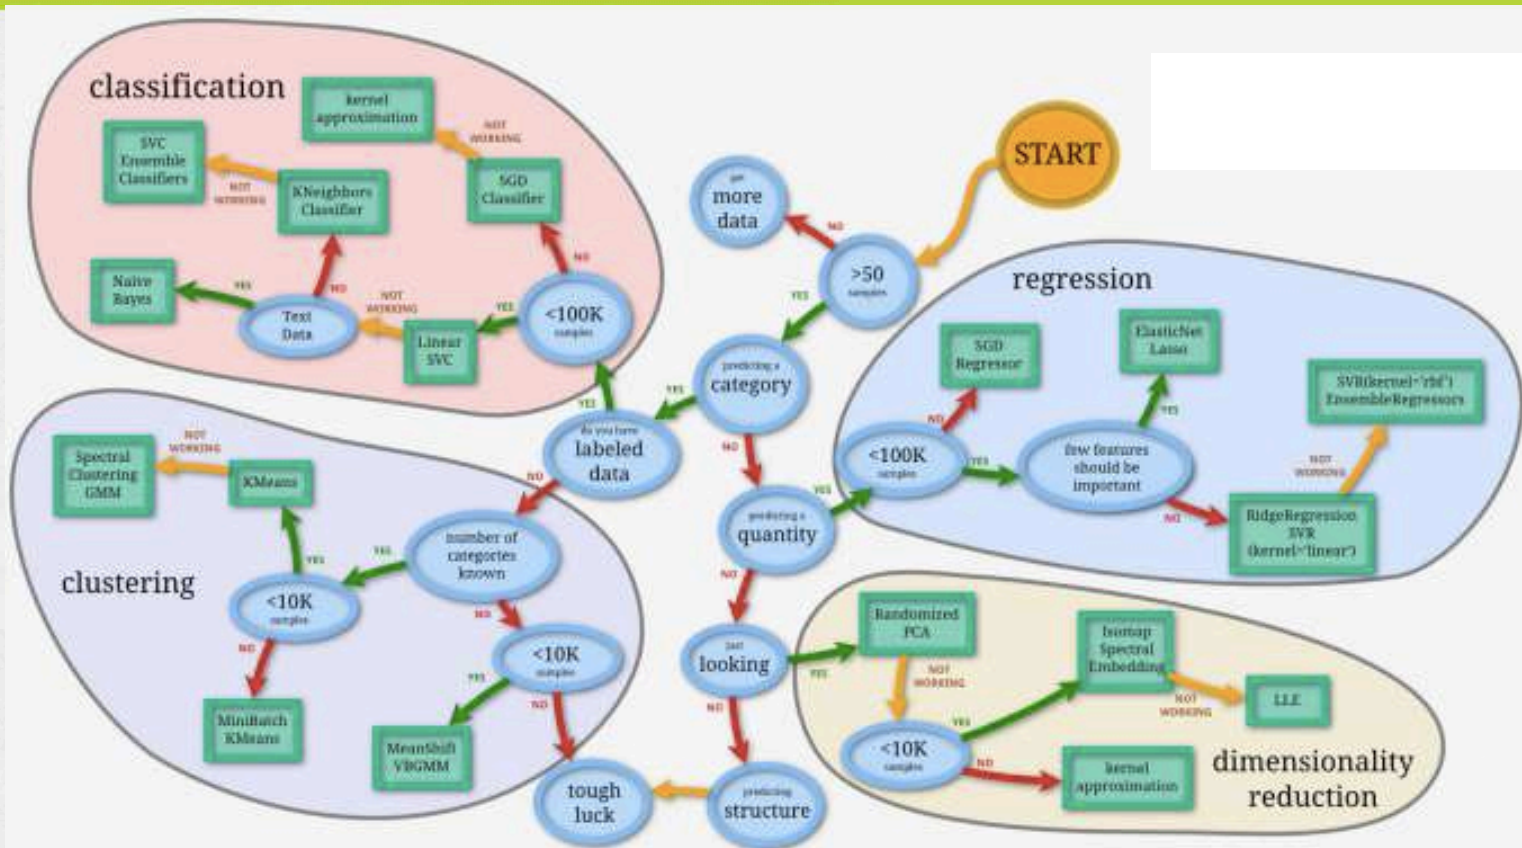 classification
kernel
approximation
NOT
WORKING
SVC
Ensemble
Classifiers
NOT
WORKING
KNeighbors
Classifier
SGD
Classifier
NO
Naive
Bayes
YES
Text
Data
NO
NOT
WORKING
Linear
SVC
YES
<100K
samples
YES
START
get
more
data
NO
>50
samples
YES
predicting a
category
YES
do you have
labeled
data
NO
NO
predicting a
quantity
YES
NO
just
looking
YES
NO
predicting
structure
tough
luck
regression
SGD
Regressor
NO
<100K
samples
YES
ElasticNet
Lasso
YES
few features
should be
important
NO
SVR(kernel='rbf')
EnsembleRegressors
NOT
WORKING
RidgeRegression
SVR
(kernel='linear')
clustering
Spectral
Clustering
GMM
NOT
WORKING
KMeans
YES
<10K
samples
NO
MiniBatch
KMeans
YES
number of
categories
known
NO
<10K
samples
YES
NO
MeanShift
VBGMM
Randomized
PCA
NOT
WORKING
<10K
samples
YES
NO
Isomap
Spectral
Embedding
NOT
WORKING
LLE
kernel
approximation
dimensionality
reduction